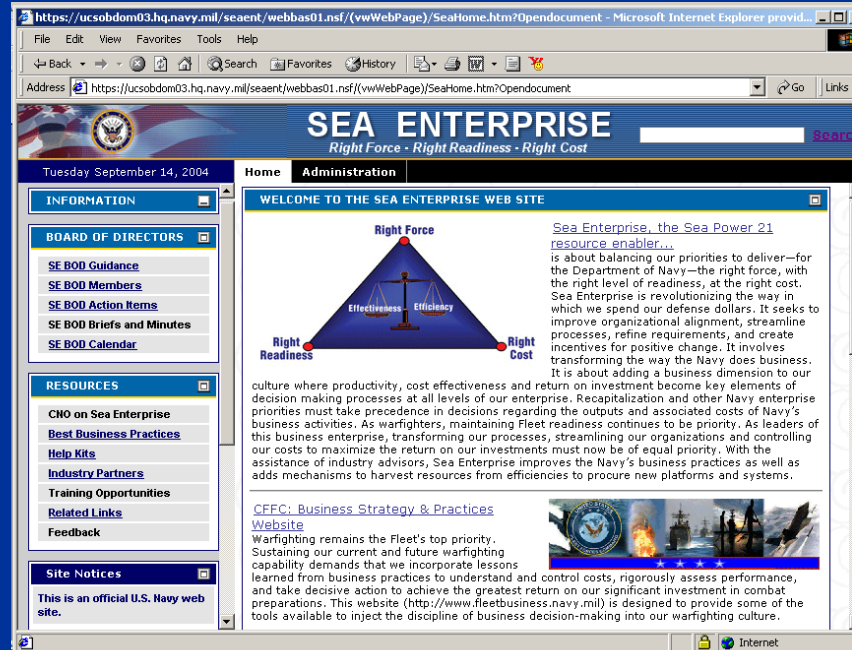 https://ucsobdom03.hq.navy.mil/seaent/webbas01.nsf/(vwWebPage)/SeaHome.htm?Opendocument - Microsoft Internet Explorer provid...
File Edit View Favorites Tools Help
Back Search Favorites History
Address https://ucsobdom03.hq.navy.mil/seaent/webbas01.nsf/(vwWebPage)/SeaHome.htm?Opendocument Go Links
SEA ENTERPRISE
Right Force - Right Readiness - Right Cost
Searc
Tuesday September 14, 2004
Home Administration
INFORMATION
BOARD OF DIRECTORS
SE BOD Guidance
SE BOD Members
SE BOD Action Items
SE BOD Briefs and Minutes
SE BOD Calendar
RESOURCES
CNO on Sea Enterprise
Best Business Practices
Help Kits
Industry Partners
Training Opportunities
Related Links
Feedback
Site Notices
This is an official U.S. Navy web
site.
WELCOME TO THE SEA ENTERPRISE WEB SITE
Right Force
Effectiveness Efficiency
Right
Readiness
Right
Cost
Sea Enterprise, the Sea Power 21
resource enabler...
is about balancing our priorities to deliver—for
the Department of Navy—the right force, with
the right level of readiness, at the right cost.
Sea Enterprise is revolutionizing the way in
which we spend our defense dollars. It seeks to
improve organizational alignment, streamline
processes, refine requirements, and create
incentives for positive change. It involves
transforming the way the Navy does business.
It is about adding a business dimension to our
culture where productivity, cost effectiveness and return on investment become key elements of
decision making processes at all levels of our enterprise. Recapitalization and other Navy enterprise
priorities must take precedence in decisions regarding the outputs and associated costs of Navy's
business activities. As warfighters, maintaining Fleet readiness continues to be priority. As leaders of
this business enterprise, transforming our processes, streamlining our organizations and controlling
our costs to maximize the return on our investments must now be of equal priority. With the
assistance of industry advisors, Sea Enterprise improves the Navy's business practices as well as
adds mechanisms to harvest resources from efficiencies to procure new platforms and systems.
CFFC: Business Strategy & Practices
Website
Warfighting remains the Fleet's top priority.
Sustaining our current and future warfighting
capability demands that we incorporate lessons
learned from business practices to understand and control costs, rigorously assess performance,
and take decisive action to achieve the greatest return on our significant investment in combat
preparations. This website (http://www.fleetbusiness.navy.mil) is designed to provide some of the
tools available to inject the discipline of business decision-making into our warfighting culture.
Internet